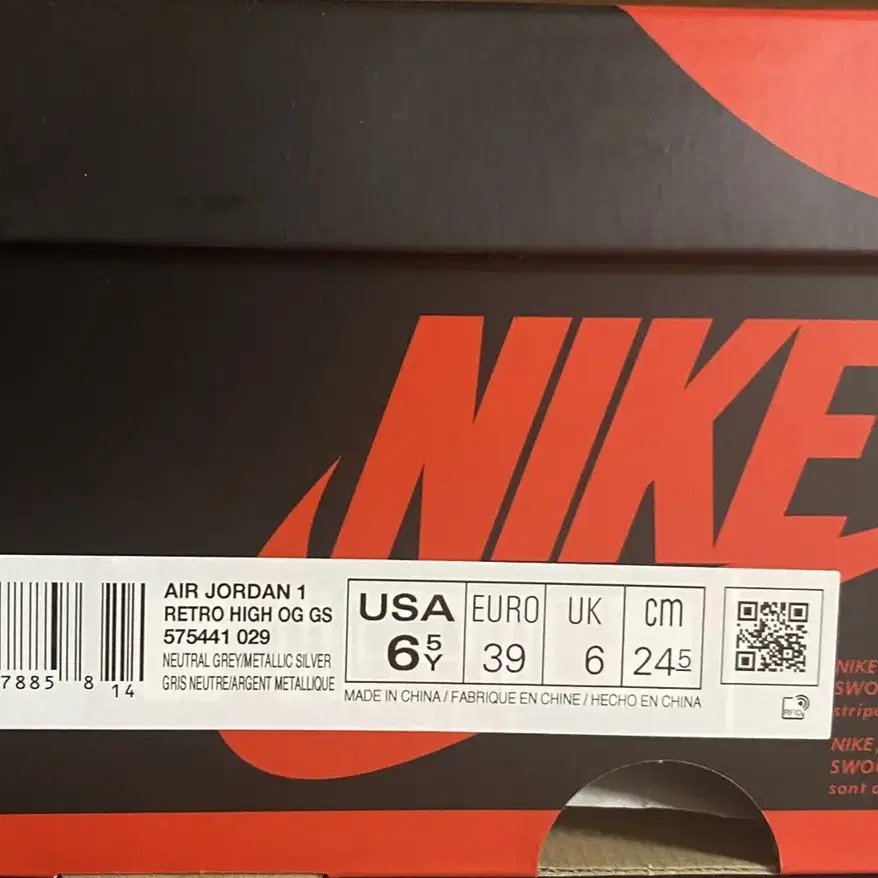 NIKE
AIR JORDAN 1
RETRO HIGH OG GS
575441 029
NEUTRAL GREY/METALLIC SILVER
GRIS NEUTRE/ARGENT METALLIQUE
7885 8 14
USA EURO UK cm
6 5 Y 39 6 24 5
MADE IN CHINA / FABRIQUE EN CHINE / HECHO EN CHINA
RFID
NIKE
NIKE,
sont